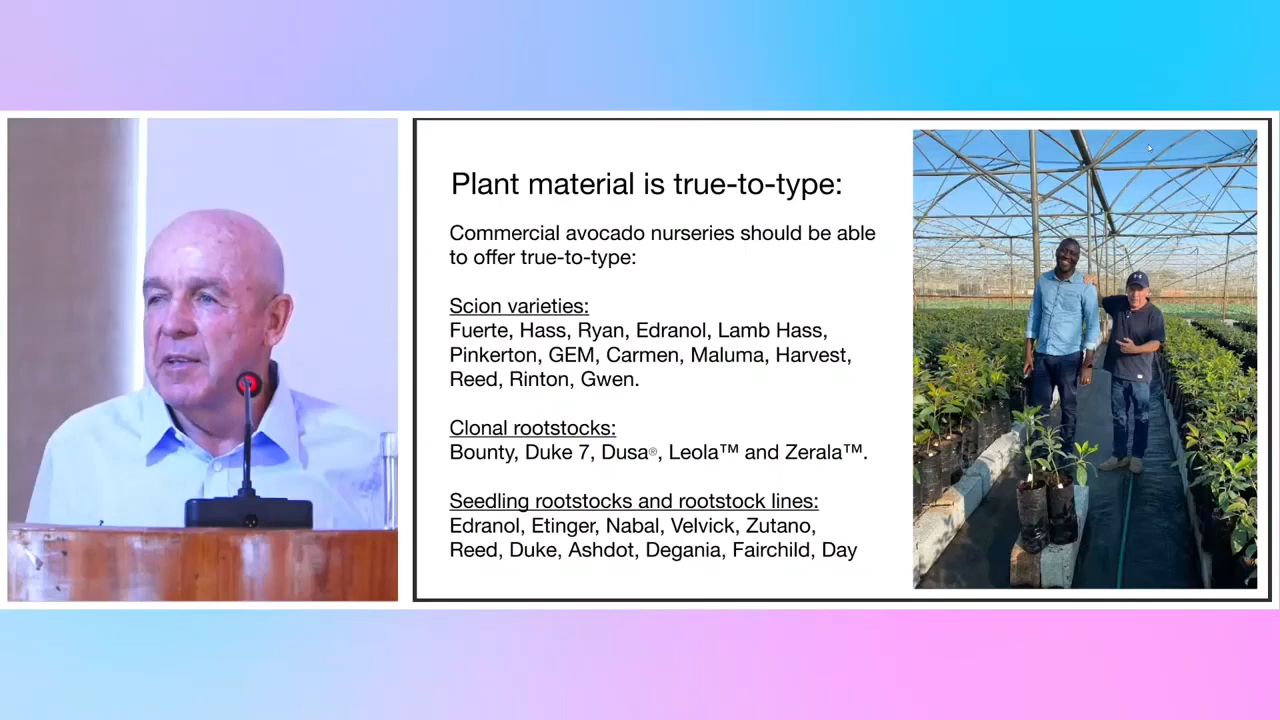 Plant material is true-to-type:
Commercial avocado nurseries should be able
to offer true-to-type:
Scion varieties:
Fuerte, Hass, Ryan, Edranol, Lamb Hass,
Pinkerton, GEM, Carmen, Maluma, Harvest,
Reed, Rinton, Gwen.
Clonal rootstocks:
Bounty, Duke 7, Dusa®, Leola™ and Zerala™.
Seedling rootstocks and rootstock lines:
Edranol, Etinger, Nabal, Velvick, Zutano,
Reed, Duke, Ashdot, Degania, Fairchild, Day